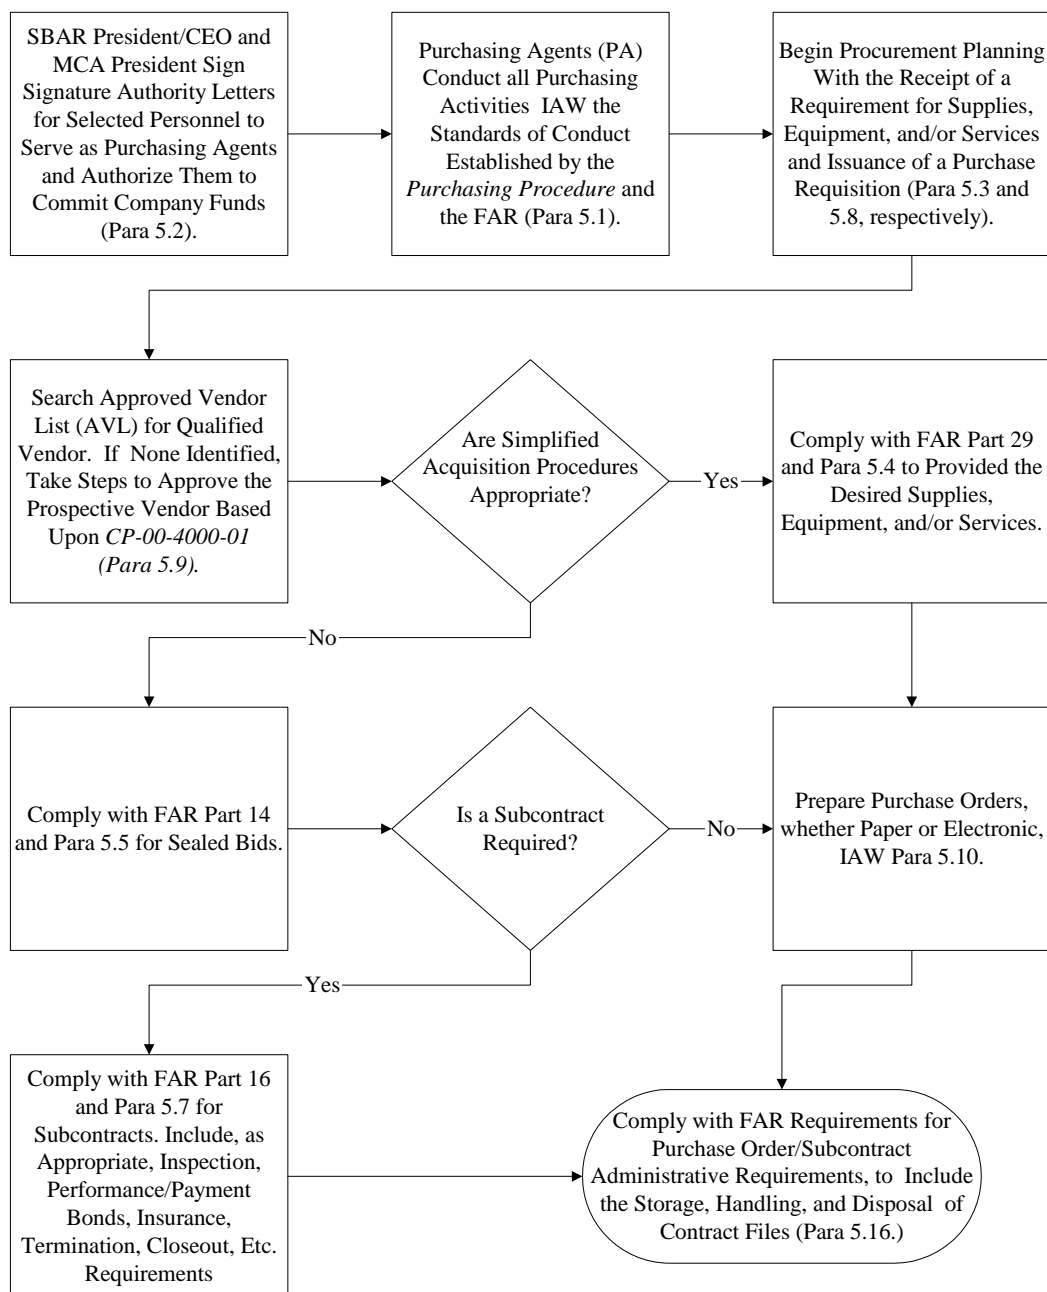 SBAR President/CEO and
MCA President Sign
Signature Authority Letters
for Selected Personnel to
Serve as Purchasing Agents
and Authorize Them to
Commit Company Funds
(Para 5.2).
Purchasing Agents (PA)
Conduct all Purchasing
Activities IAW the
Standards of Conduct
Established by the
Purchasing Procedure and
the FAR (Para 5.1).
Begin Procurement Planning
With the Receipt of a
Requirement for Supplies,
Equipment, and/or Services
and Issuance of a Purchase
Requisition (Para 5.3 and
5.8, respectively).
Search Approved Vendor
List (AVL) for Qualified
Vendor. If None Identified,
Take Steps to Approve the
Prospective Vendor Based
Upon CP-00-4000-01
(Para 5.9).
Are Simplified
Acquisition Procedures
Appropriate?
Yes
Comply with FAR Part 29
and Para 5.4 to Provided the
Desired Supplies,
Equipment, and/or Services.
No
Comply with FAR Part 14
and Para 5.5 for Sealed Bids.
Is a Subcontract
Required?
No
Prepare Purchase Orders,
whether Paper or Electronic,
IAW Para 5.10.
Yes
Comply with FAR Part 16
and Para 5.7 for
Subcontracts. Include, as
Appropriate, Inspection,
Performance/Payment
Bonds, Insurance,
Termination, Closeout, Etc.
Requirements
Comply with FAR Requirements for
Purchase Order/Subcontract
Administrative Requirements, to Include
the Storage, Handling, and Disposal of
Contract Files (Para 5.16.)